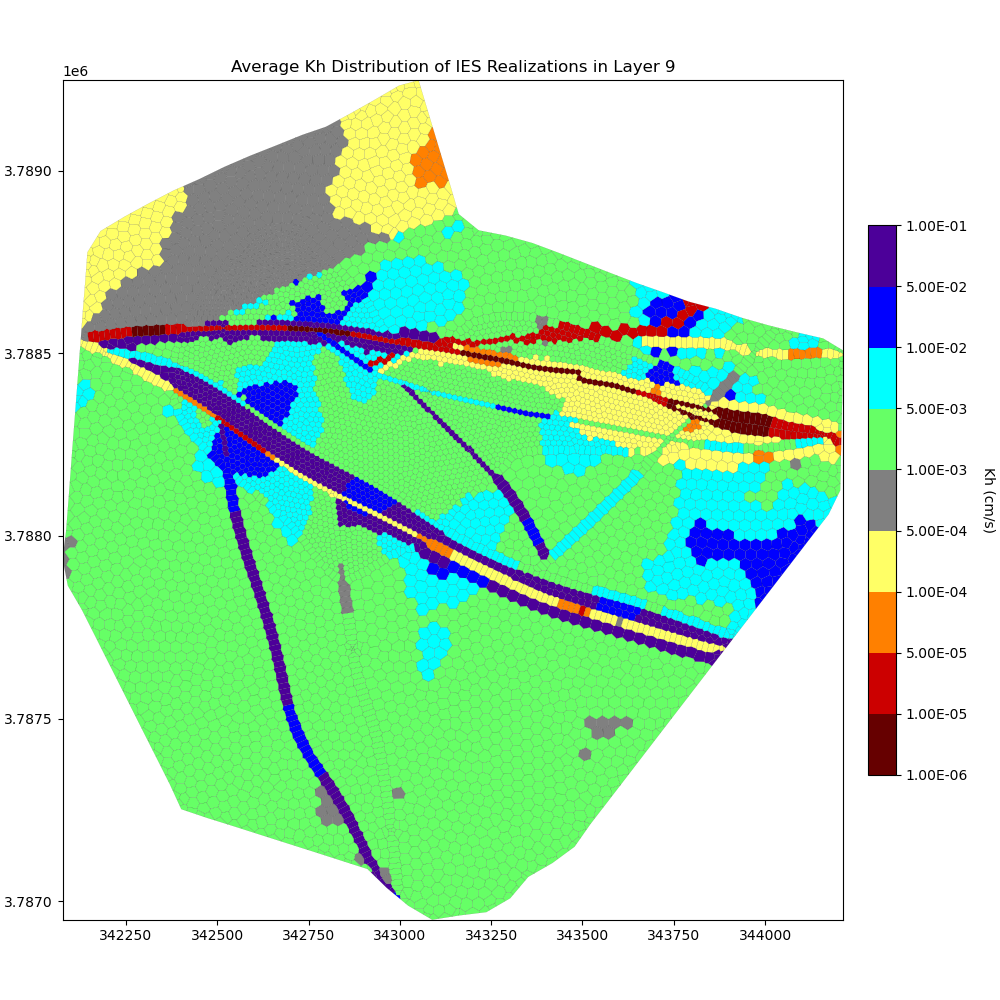 Average Kh Distribution of IES Realizations in Layer 9
1e6
3.7890
3.7885
3.7880
3.7875
3.7870
342250 342500 342750 343000 343250 343500 343750 344000
1.00E-01
5.00E-02
1.00E-02
5.00E-03
1.00E-03
5.00E-04
1.00E-04
5.00E-05
1.00E-05
1.00E-06
Kh (cm/s)